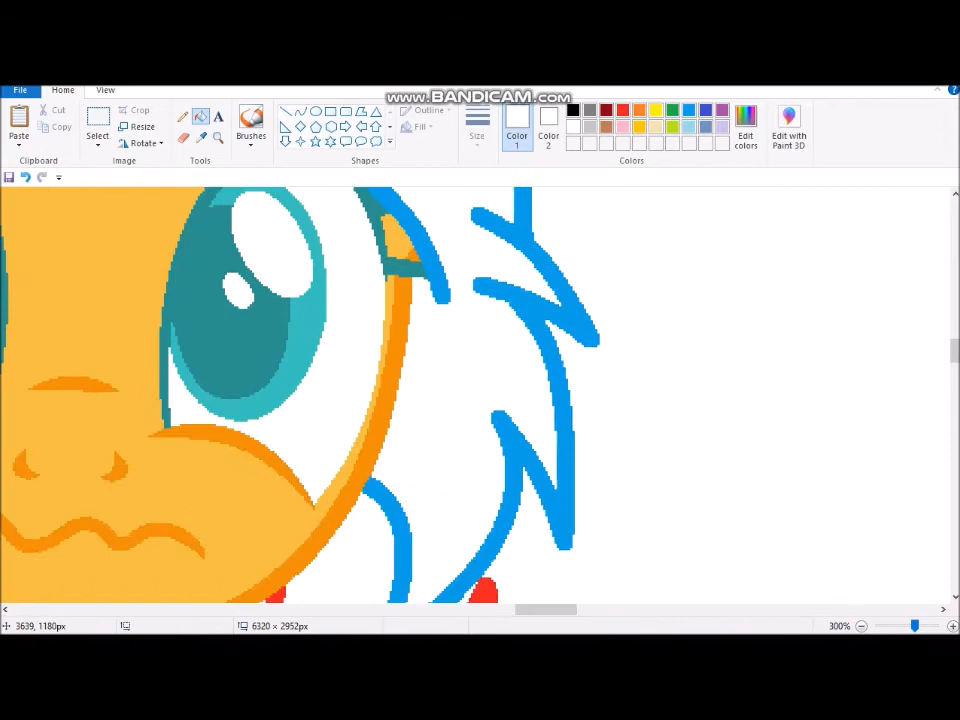 www.BANDICAM.com
File Home View
Paste
Cut
Copy
Clipboard
Select
Crop
Resize
Rotate
Image
A
Tools
Brushes
Outline
Fill
Shapes
Size
Color
1
Color
2
Edit
colors
Colors
Edit with
Paint 3D
3639, 1180px
6320 × 2952px
300%